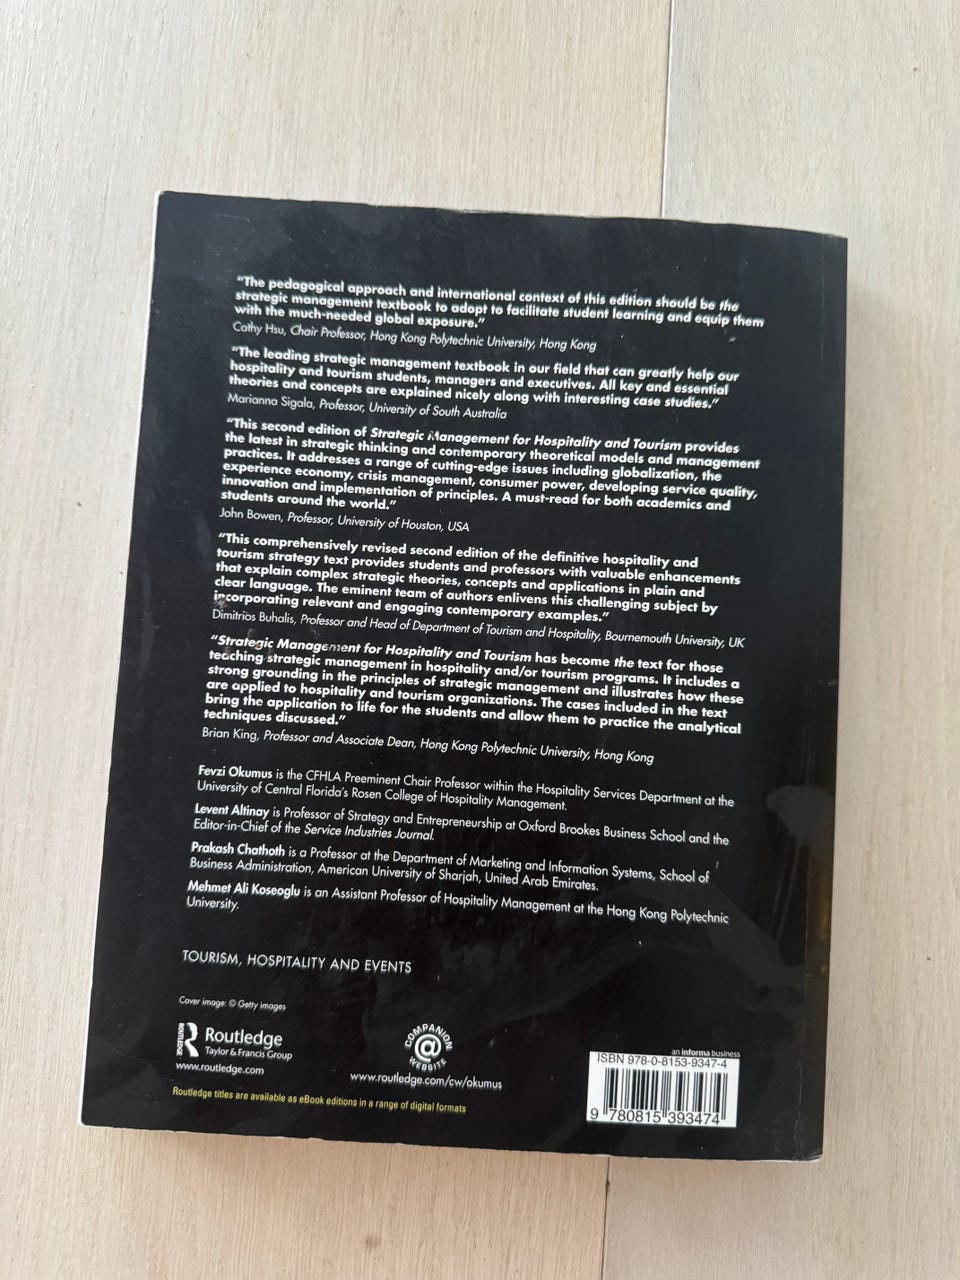 "The pedagogical approach and international context of this edition should be the
strategic management textbook to adopt to facilitate student learning and equip them
with the much-needed global exposure."
Cathy Hsu, Chair Professor, Hong Kong Polytechnic University, Hong Kong
"The leading strategic management textbook in our field that can greatly help our
hospitality and tourism students, managers and executives. All key and essential
theories and concepts are explained nicely along with interesting case studies."
Marianna Sigala, Professor, University of South Australia
"This second edition of Strategic Management for Hospitality and Tourism provides
the latest in strategic thinking and contemporary theoretical models and management
practices. It addresses a range of cutting-edge issues including globalization, the
experience economy, crisis management, consumer power, developing service quality,
innovation and implementation of principles. A must-read for both academics and
students around the world."
John Bowen, Professor, University of Houston, USA
"This comprehensively revised second edition of the definitive hospitality and
tourism strategy text provides students and professors with valuable enhancements
that explain complex strategic theories, concepts and applications in plain and
clear language. The eminent team of authors enlivens this challenging subject by
incorporating relevant and engaging contemporary examples."
Dimitrios Buhalis, Professor and Head of Department of Tourism and Hospitality, Bournemouth University, UK
"Strategic Management for Hospitality and Tourism has become the text for those
teaching strategic management in hospitality and/or tourism programs. It includes a
strong grounding in the principles of strategic management and illustrates how these
are applied to hospitality and tourism organizations. The cases included in the text
bring the application to life for the students and allow them to practice the analytical
techniques discussed."
Brian King, Professor and Associate Dean, Hong Kong Polytechnic University, Hong Kong
Fevzi Okumus is the CFHLA Preeminent Chair Professor within the Hospitality Services Department at the
University of Central Florida's Rosen College of Hospitality Management.
Levent Altinay is Professor of Strategy and Entrepreneurship at Oxford Brookes Business School and the
Editor-in-Chief of the Service Industries Journal.
Prakash Chathoth is a Professor at the Department of Marketing and Information Systems, School of
Business Administration, American University of Sharjah, United Arab Emirates.
Mehmet Ali Koseoglu is an Assistant Professor of Hospitality Management at the Hong Kong Polytechnic
University.
TOURISM, HOSPITALITY AND EVENTS
Cover image: © Getty images
ROUTLEDGE
Routledge
Taylor & Francis Group
www.routledge.com
COMPANION
@
WEBSITE
www.routledge.com/cw/okumus
Routledge titles are available as eBook editions in a range of digital formats
an informa business
ISBN 978-0-8153-9347-4
9 780815 393474